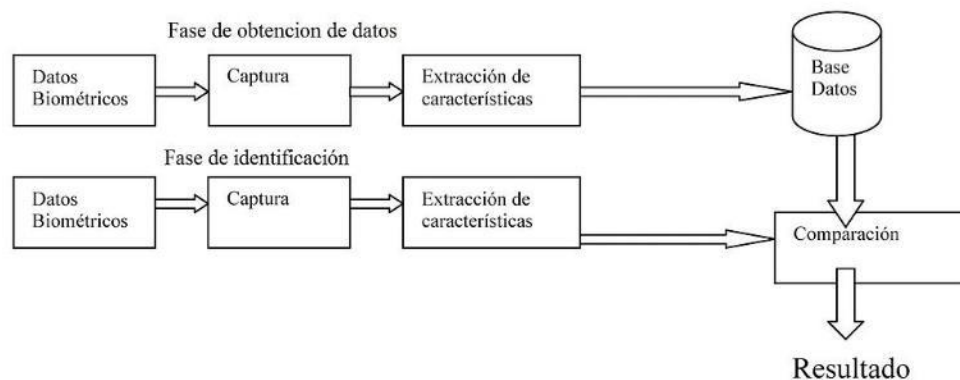 Fase de obtencion de datos
Datos
Biométricos
Captura
Extracción de
características
Base
Datos
Fase de identificación
Datos
Biométricos
Captura
Extracción de
características
Comparación
Resultado